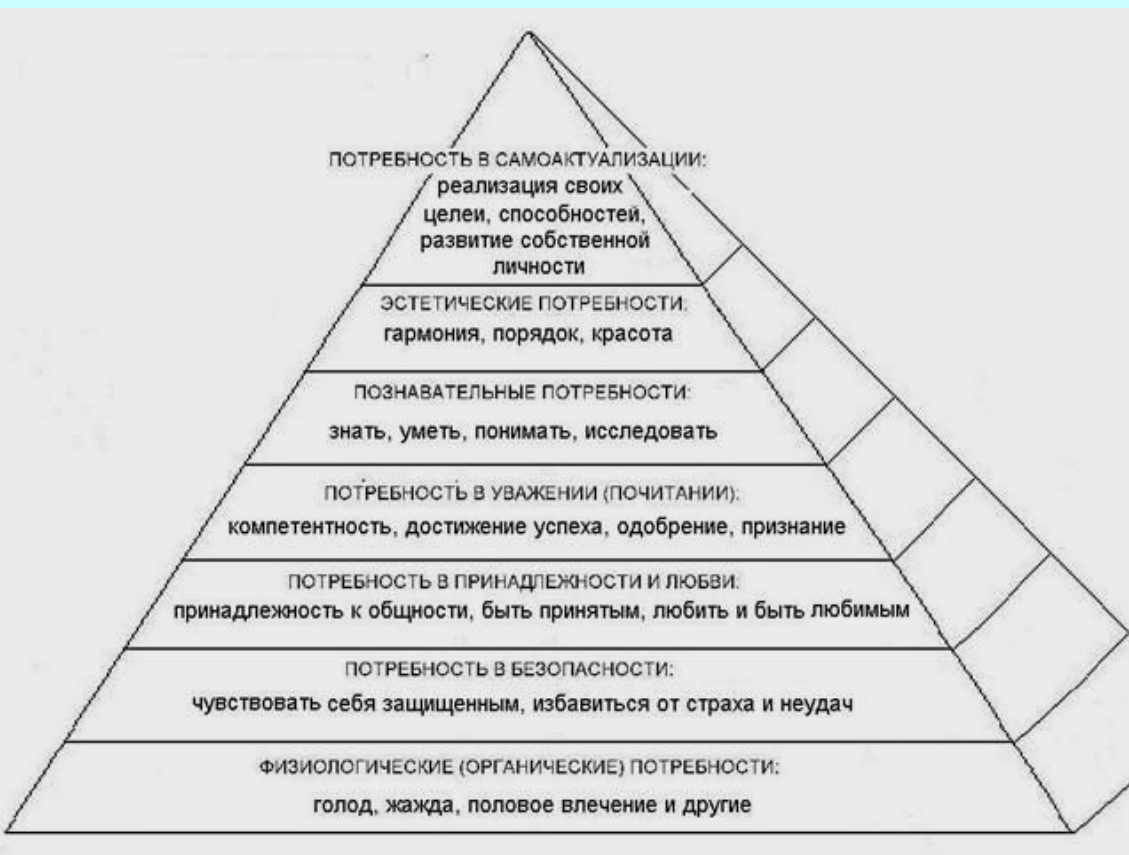 ПОТРЕБНОСТЬ В САМОАКТУАЛИЗАЦИИ:
реализация своих
целеи, способностей,
развитие собственной
личности
ЭСТЕТИЧЕСКИЕ ПОТРЕБНОСТИ:
гармония, порядок, красота
ПОЗНАВАТЕЛЬНЫЕ ПОТРЕБНОСТИ:
знать, уметь, понимать, исследовать
ПОТРЕБНОСТЬ В УВАЖЕНИИ (ПОЧИТАНИИ):
компетентность, достижение успеха, одобрение, признание
ПОТРЕБНОСТЬ В ПРИНАДЛЕЖНОСТИ И ЛЮБВИ:
принадлежность к общности, быть принятым, любить и быть любимым
ПОТРЕБНОСТЬ В БЕЗОПАСНОСТИ:
чувствовать себя защищенным, избавиться от страха и неудач
ФИЗИОЛОГИЧЕСКИЕ (ОРГАНИЧЕСКИЕ) ПОТРЕБНОСТИ:
голод, жажда, половое влечение и другие